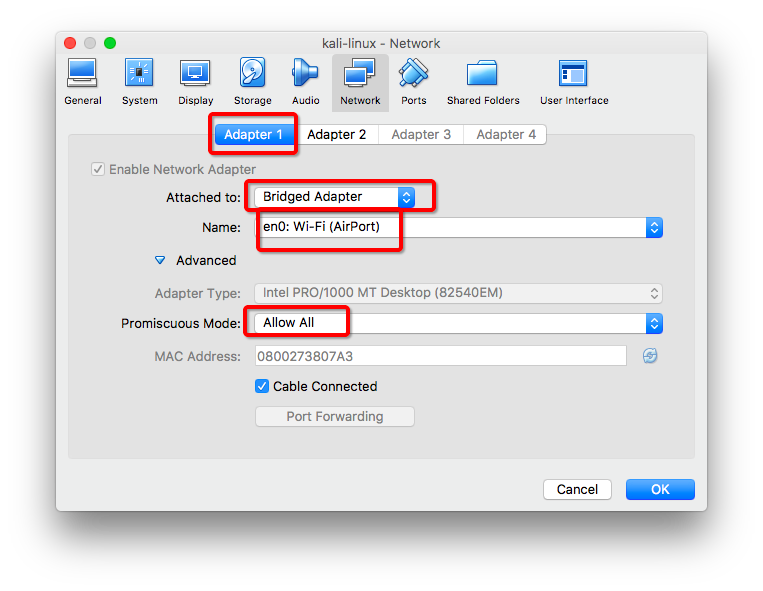 kali-linux - Network
General System Display Storage Audio Network Ports Shared Folders User Interface
Adapter 1 Adapter 2 Adapter 3 Adapter 4
Enable Network Adapter
Attached to: Bridged Adapter
Name: en0: Wi-Fi (AirPort)
Advanced
Adapter Type: Intel PRO/1000 MT Desktop (82540EM)
Promiscuous Mode: Allow All
MAC Address: 0800273807A3
Cable Connected
Port Forwarding
Cancel OK